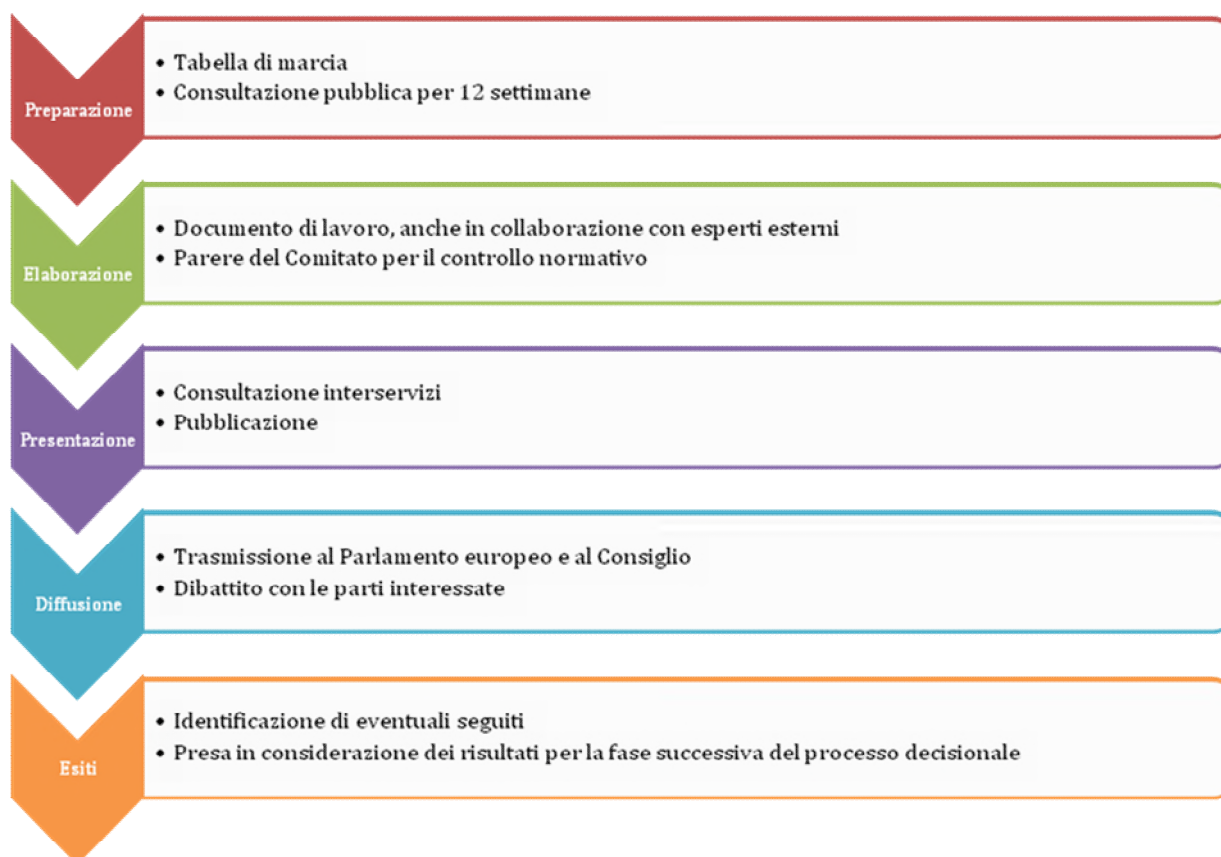 Preparazione
• Tabella di marcia
• Consultazione pubblica per 12 settimane
Elaborazione
• Documento di lavoro, anche in collaborazione con esperti esterni
• Parere del Comitato per il controllo normativo
Presentazione
• Consultazione interservizi
• Pubblicazione
Diffusione
• Trasmissione al Parlamento europeo e al Consiglio
• Dibattito con le parti interessate
Esiti
• Identificazione di eventuali seguiti
• Presa in considerazione dei risultati per la fase successiva del processo decisionale